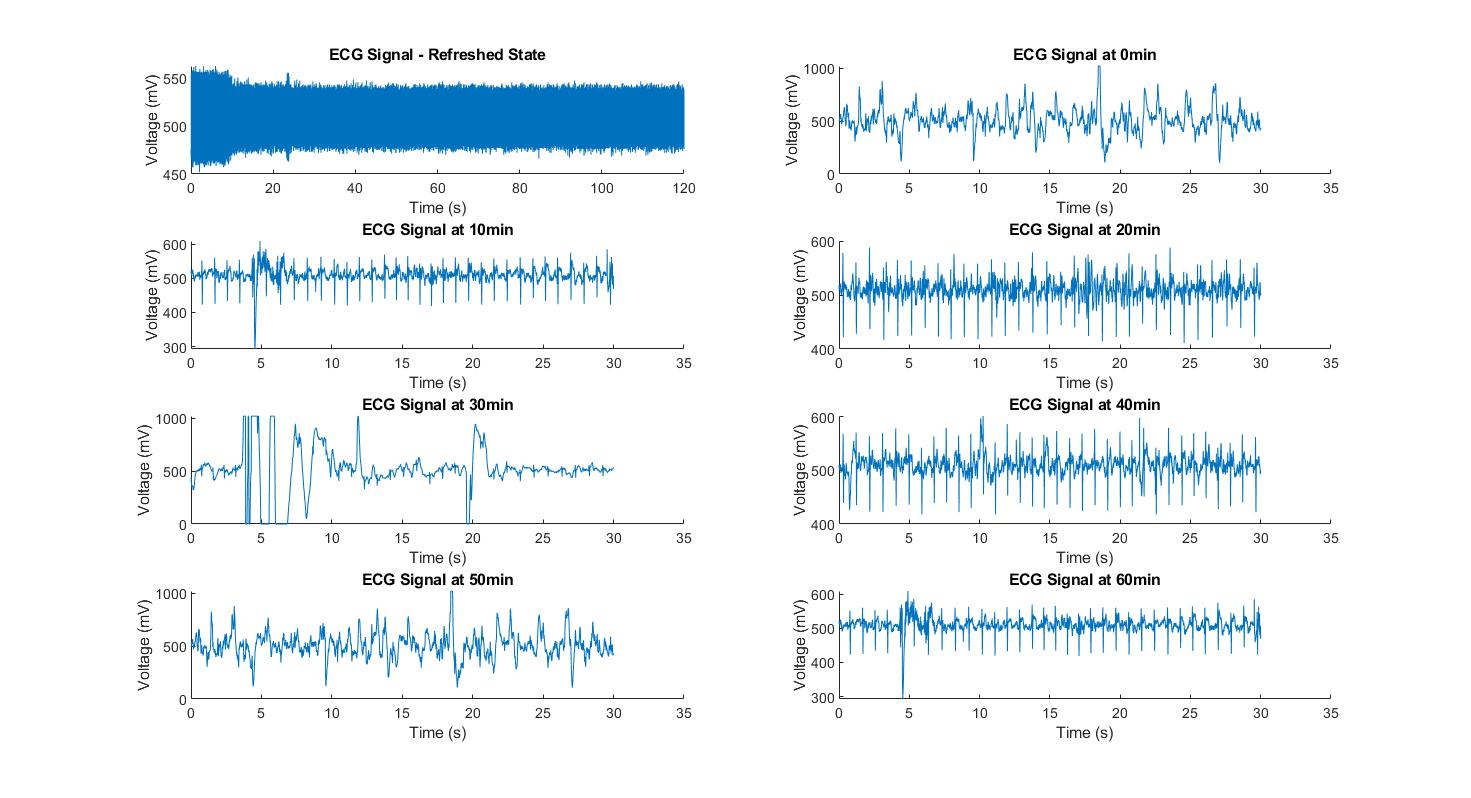 ECG Signal - Refreshed State
Voltage (mV)
550
500
450
0 20 40 60 80 100 120
Time (s)
ECG Signal at 0min
Voltage (mV)
1000
500
0
0 5 10 15 20 25 30 35
Time (s)
ECG Signal at 10min
Voltage (mV)
600
500
400
300
0 5 10 15 20 25 30 35
Time (s)
ECG Signal at 20min
Voltage (mV)
600
500
400
0 5 10 15 20 25 30 35
Time (s)
ECG Signal at 30min
Voltage (mV)
1000
500
0
0 5 10 15 20 25 30 35
Time (s)
ECG Signal at 40min
Voltage (mV)
600
500
400
0 5 10 15 20 25 30 35
Time (s)
ECG Signal at 50min
Voltage (mV)
1000
500
0
0 5 10 15 20 25 30 35
Time (s)
ECG Signal at 60min
Voltage (mV)
600
500
400
300
0 5 10 15 20 25 30 35
Time (s)